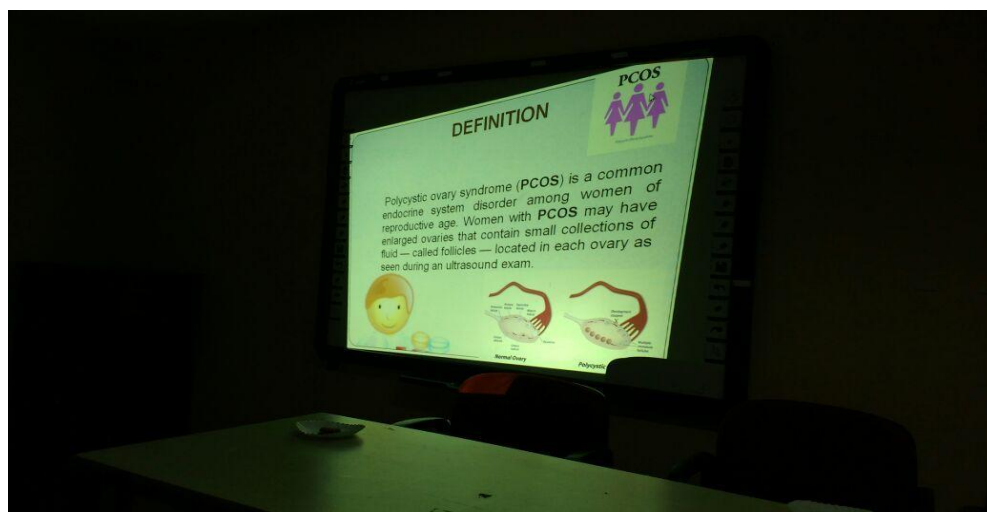 PCOS
DEFINITION
Polycystic ovary syndrome (PCOS) is a common
endocrine system disorder among women of
reproductive age. Women with PCOS may have
enlarged ovaries that contain small collections of
fluid — called follicles — located in each ovary as
seen during an ultrasound exam.
Normal Ovary
Polycystic